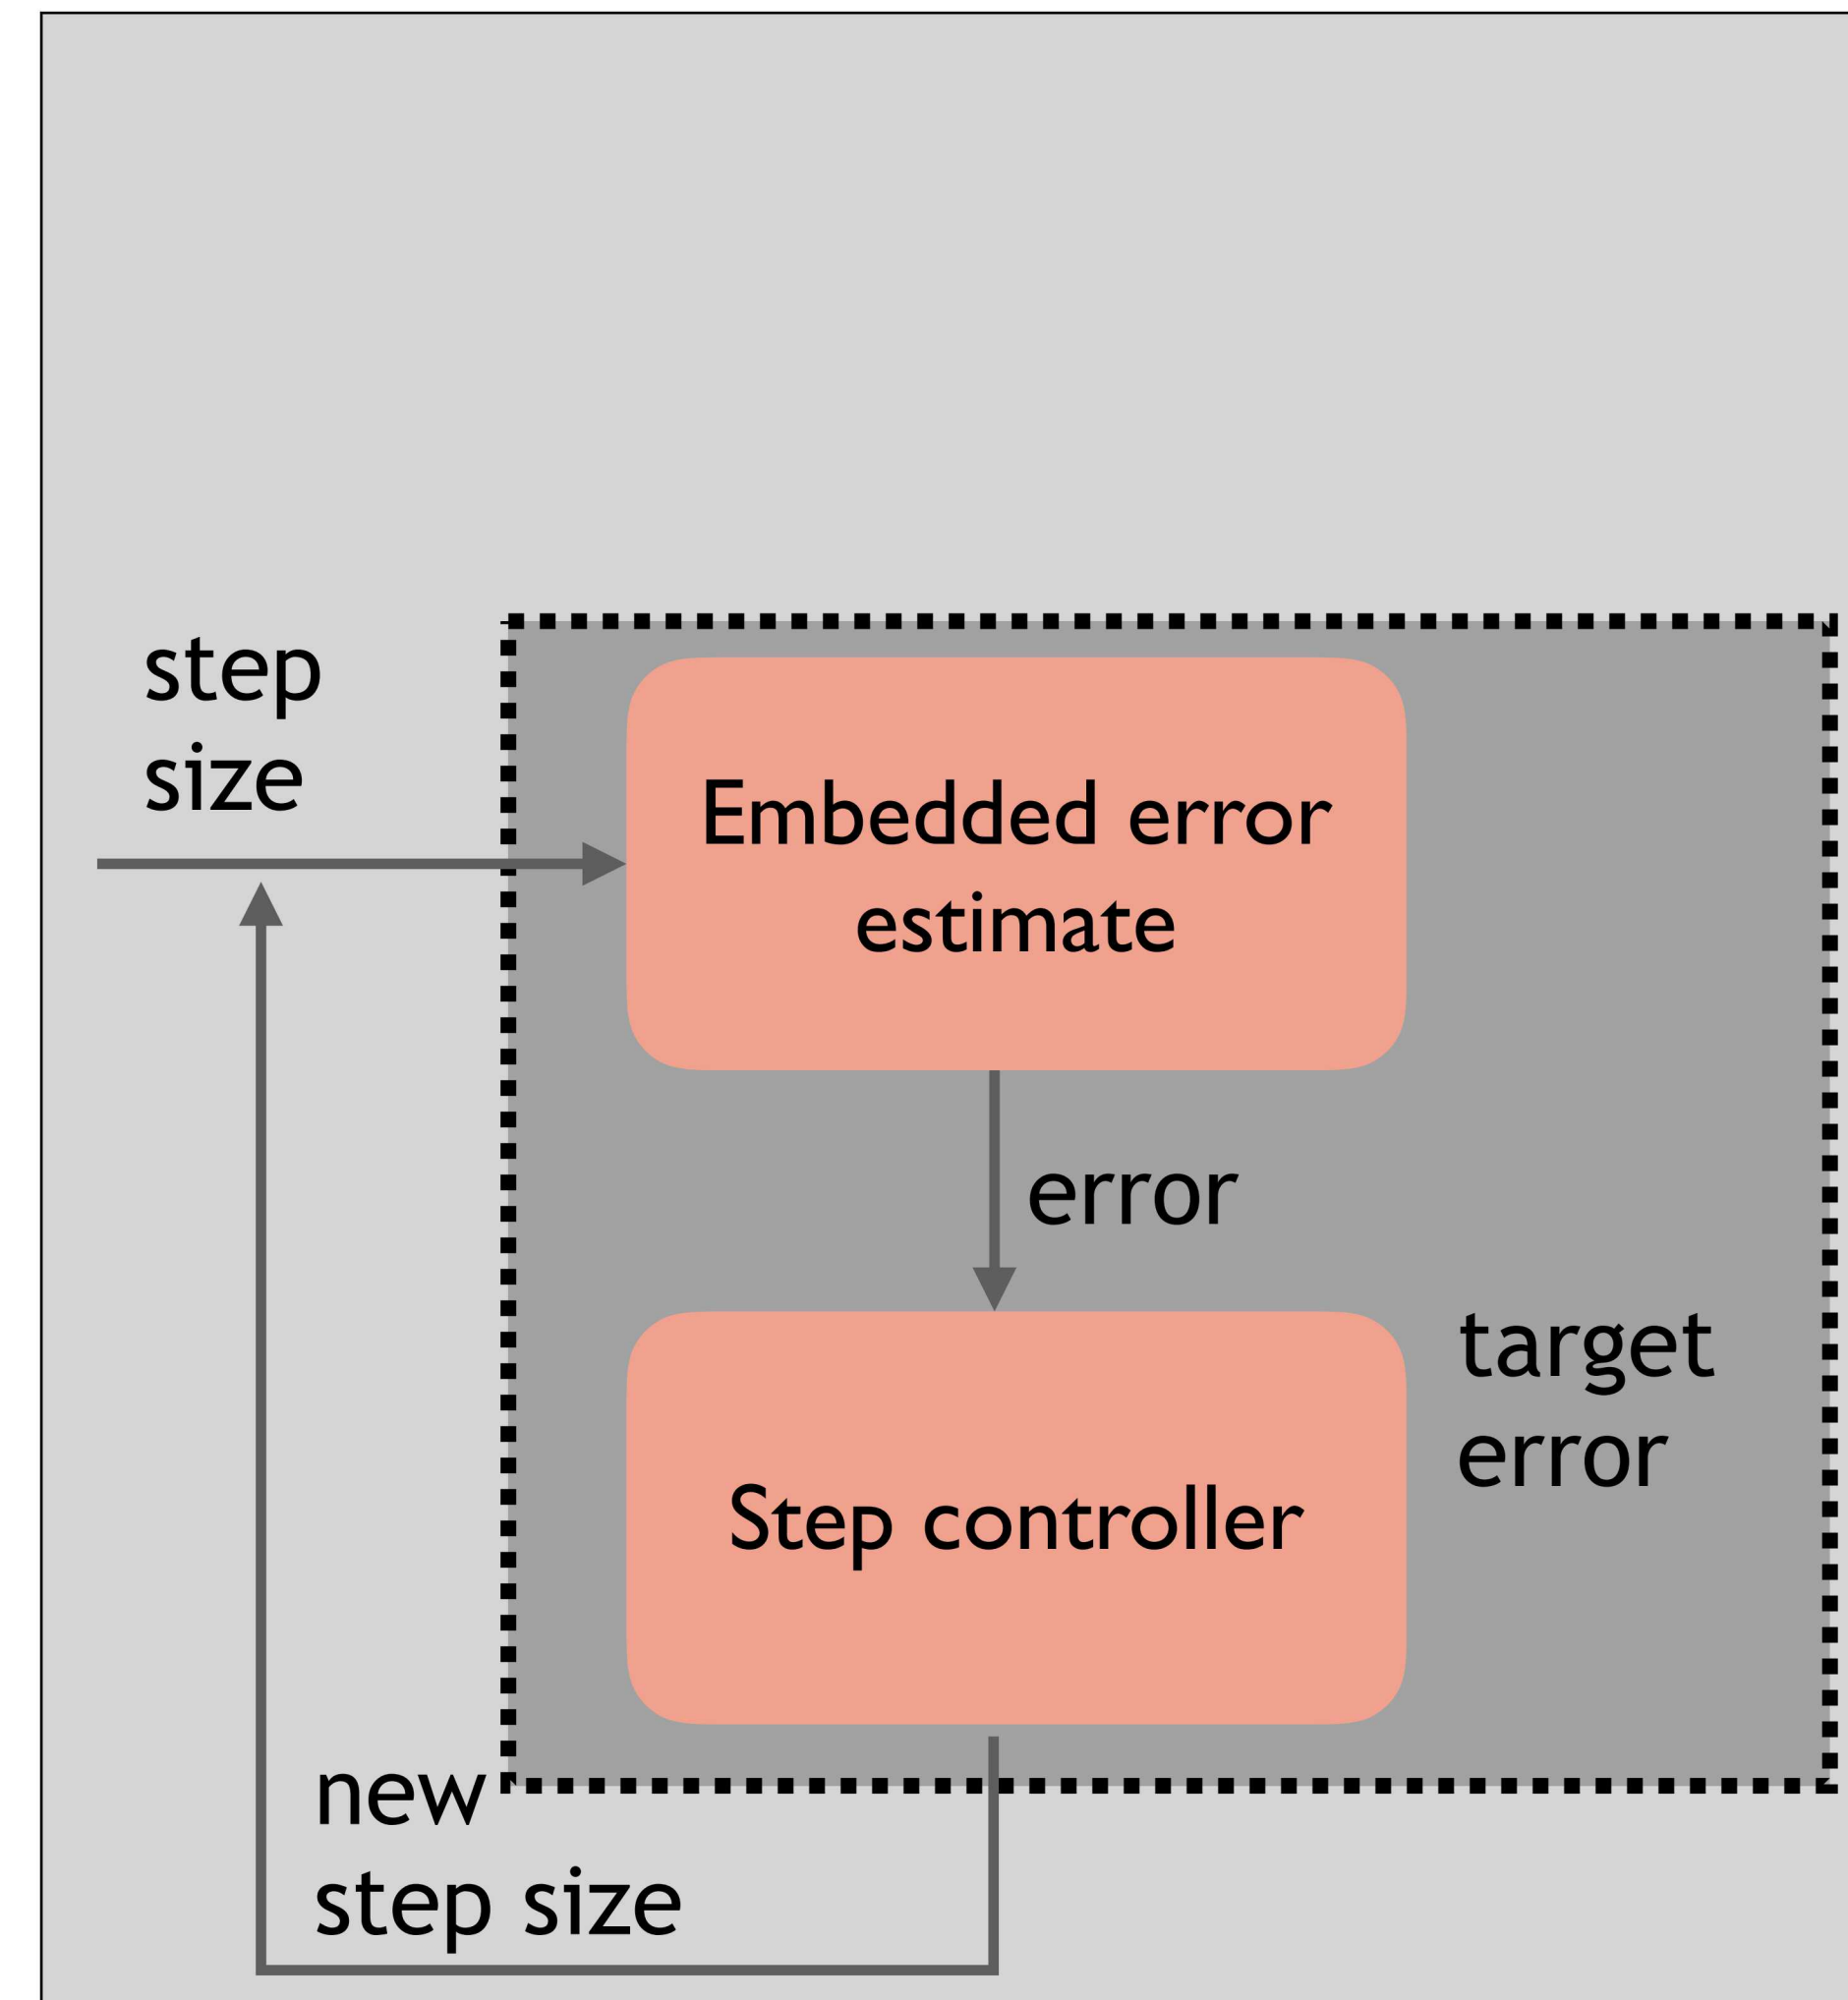 step
size
Embedded error
estimate
error
target
error
Step controller
new
step size